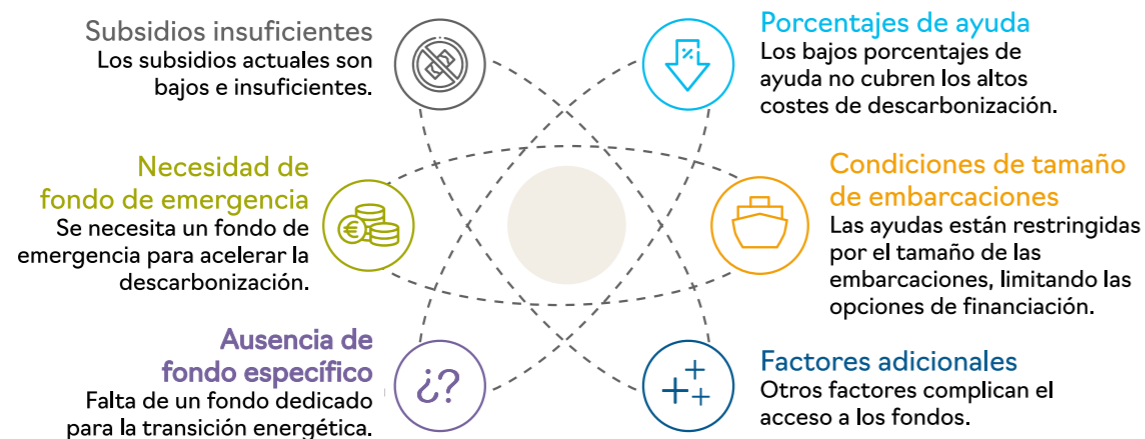 Subsidios insuficientes
Los subsidios actuales son
bajos e insuficientes.
%
Porcentajes de ayuda
Los bajos porcentajes de
ayuda no cubren los altos
costes de descarbonización.
Necesidad de
fondo de emergencia
Se necesita un fondo de
emergencia para acelerar la
descarbonización.
€
Condiciones de tamaño
de embarcaciones
Las ayudas están restringidas
por el tamaño de las
embarcaciones, limitando las
opciones de financiación.
Ausencia de
fondo específico
Falta de un fondo dedicado
para la transición energética.
¿?
Factores adicionales
Otros factores complican el
acceso a los fondos.